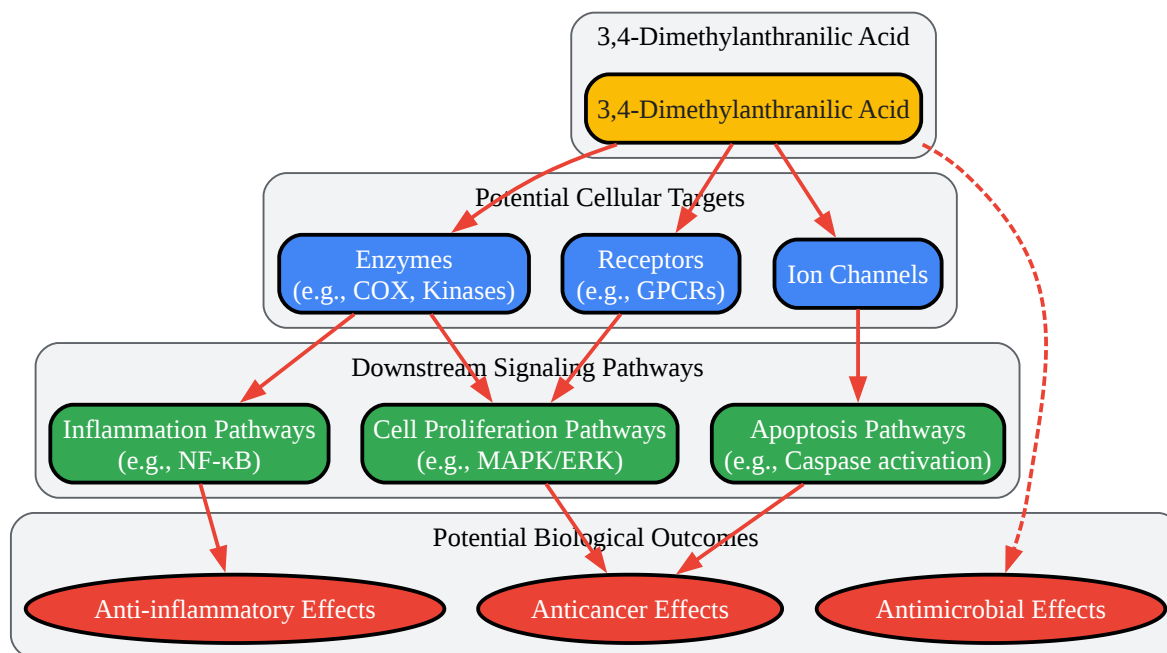 3,4-Dimethylanthranilic Acid
3,4-Dimethylanthranilic Acid
Potential Cellular Targets
Enzymes
(e.g., COX, Kinases)
Receptors
(e.g., GPCRs)
Ion Channels
Downstream Signaling Pathways
Inflammation Pathways
(e.g., NF-κB)
Cell Proliferation Pathways
(e.g., MAPK/ERK)
Apoptosis Pathways
(e.g., Caspase activation)
Potential Biological Outcomes
Anti-inflammatory Effects
Anticancer Effects
Antimicrobial Effects